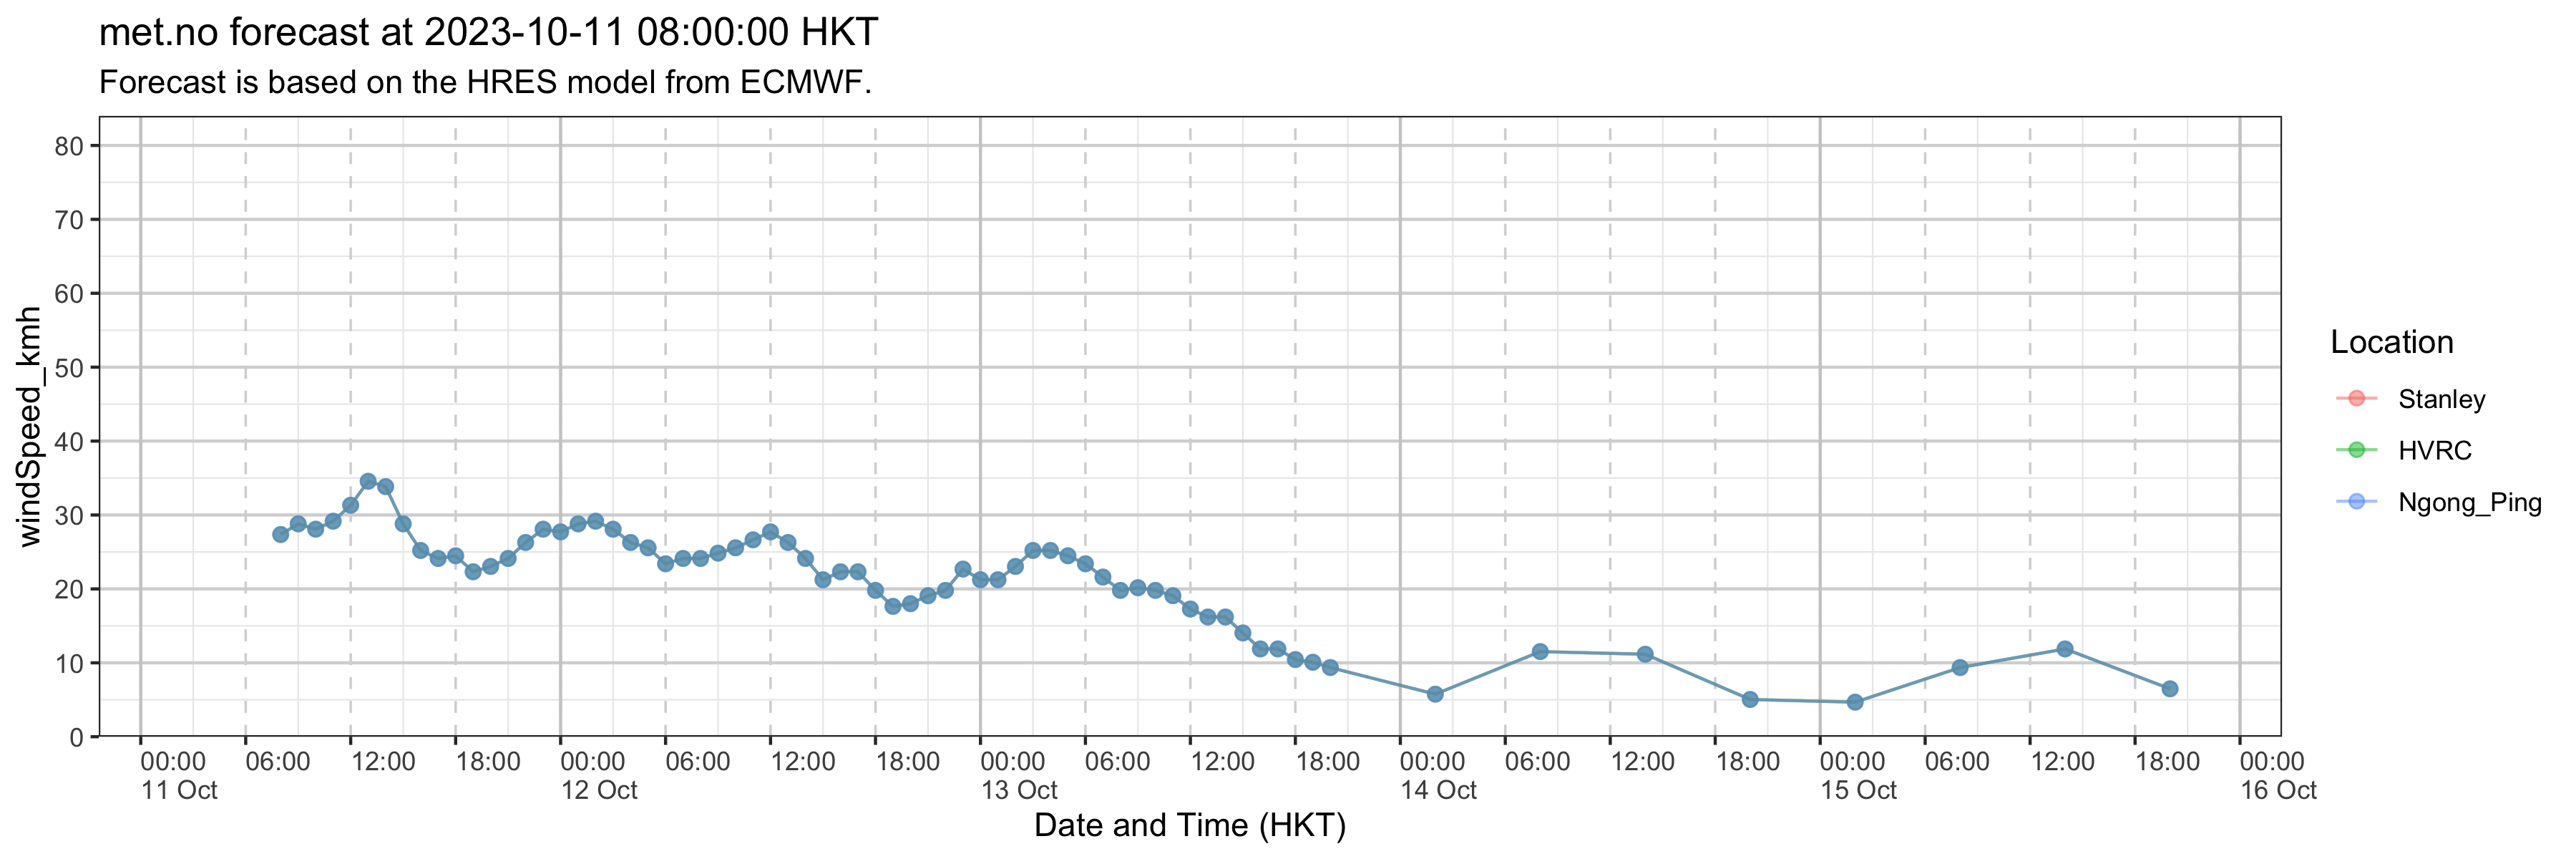 met.no forecast at 2023-10-11 08:00:00 HKT
Forecast is based on the HRES model from ECMWF.
windSpeed_kmh
80
70
60
50
40
30
20
10
0
00:00 06:00 12:00 18:00 00:00 06:00 12:00 18:00 00:00 06:00 12:00 18:00 00:00 06:00 12:00 18:00 00:00 06:00 12:00 18:00 00:00
11 Oct 12 Oct 13 Oct 14 Oct 15 Oct 16 Oct
Date and Time (HKT)
Location
Stanley
HVRC
Ngong_Ping